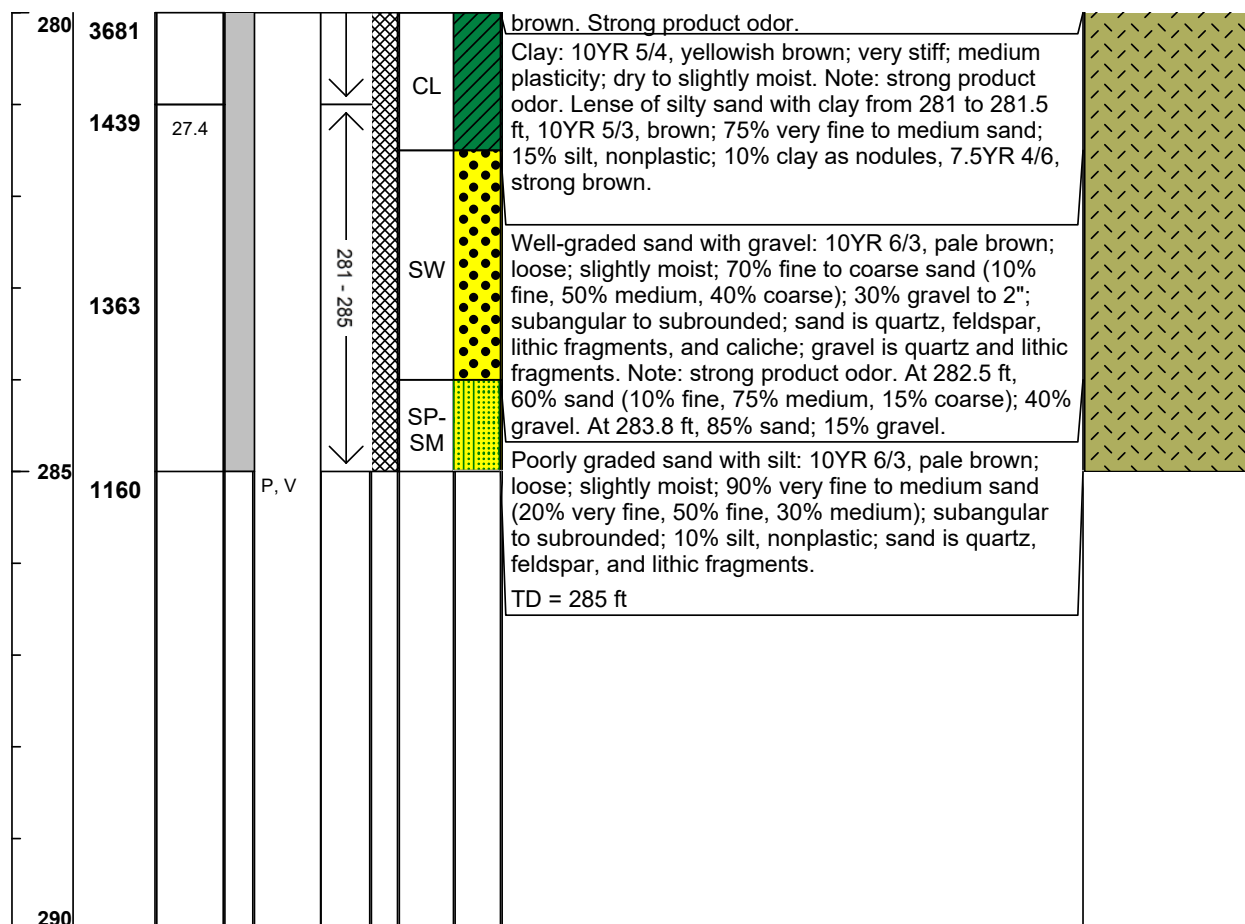 280
3681
brown. Strong product odor.
Clay: 10YR 5/4, yellowish brown; very stiff; medium
plasticity; dry to slightly moist. Note: strong product
odor. Lense of silty sand with clay from 281 to 281.5
ft, 10YR 5/3, brown; 75% very fine to medium sand;
15% silt, nonplastic; 10% clay as nodules, 7.5YR 4/6,
strong brown.
CL
1439
27.4
Well-graded sand with gravel: 10YR 6/3, pale brown;
loose; slightly moist; 70% fine to coarse sand (10%
fine, 50% medium, 40% coarse); 30% gravel to 2";
subangular to subrounded; sand is quartz, feldspar,
lithic fragments, and caliche; gravel is quartz and lithic
fragments. Note: strong product odor. At 282.5 ft,
60% sand (10% fine, 75% medium, 15% coarse); 40%
gravel. At 283.8 ft, 85% sand; 15% gravel.
SW
281 - 285
1363
SP-
SM
285
1160
P, V
Poorly graded sand with silt: 10YR 6/3, pale brown;
loose; slightly moist; 90% very fine to medium sand
(20% very fine, 50% fine, 30% medium); subangular
to subrounded; 10% silt, nonplastic; sand is quartz,
feldspar, and lithic fragments.
TD = 285 ft
290